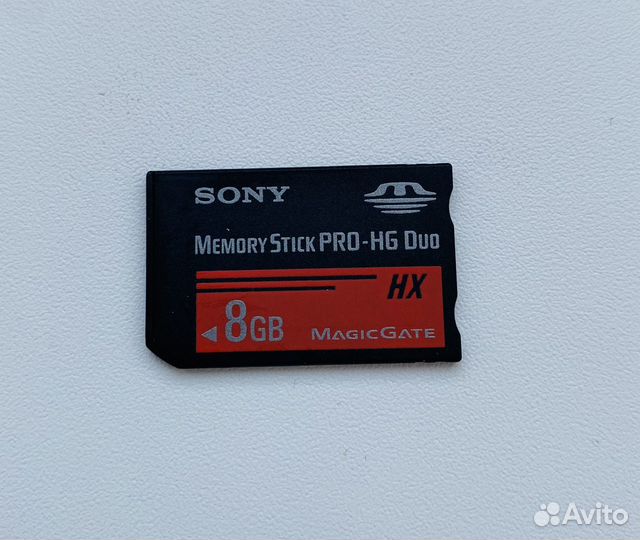 SONY
MEMORY STICK PRO-HG DUO
HX
8GB MAGICGATE
Avito